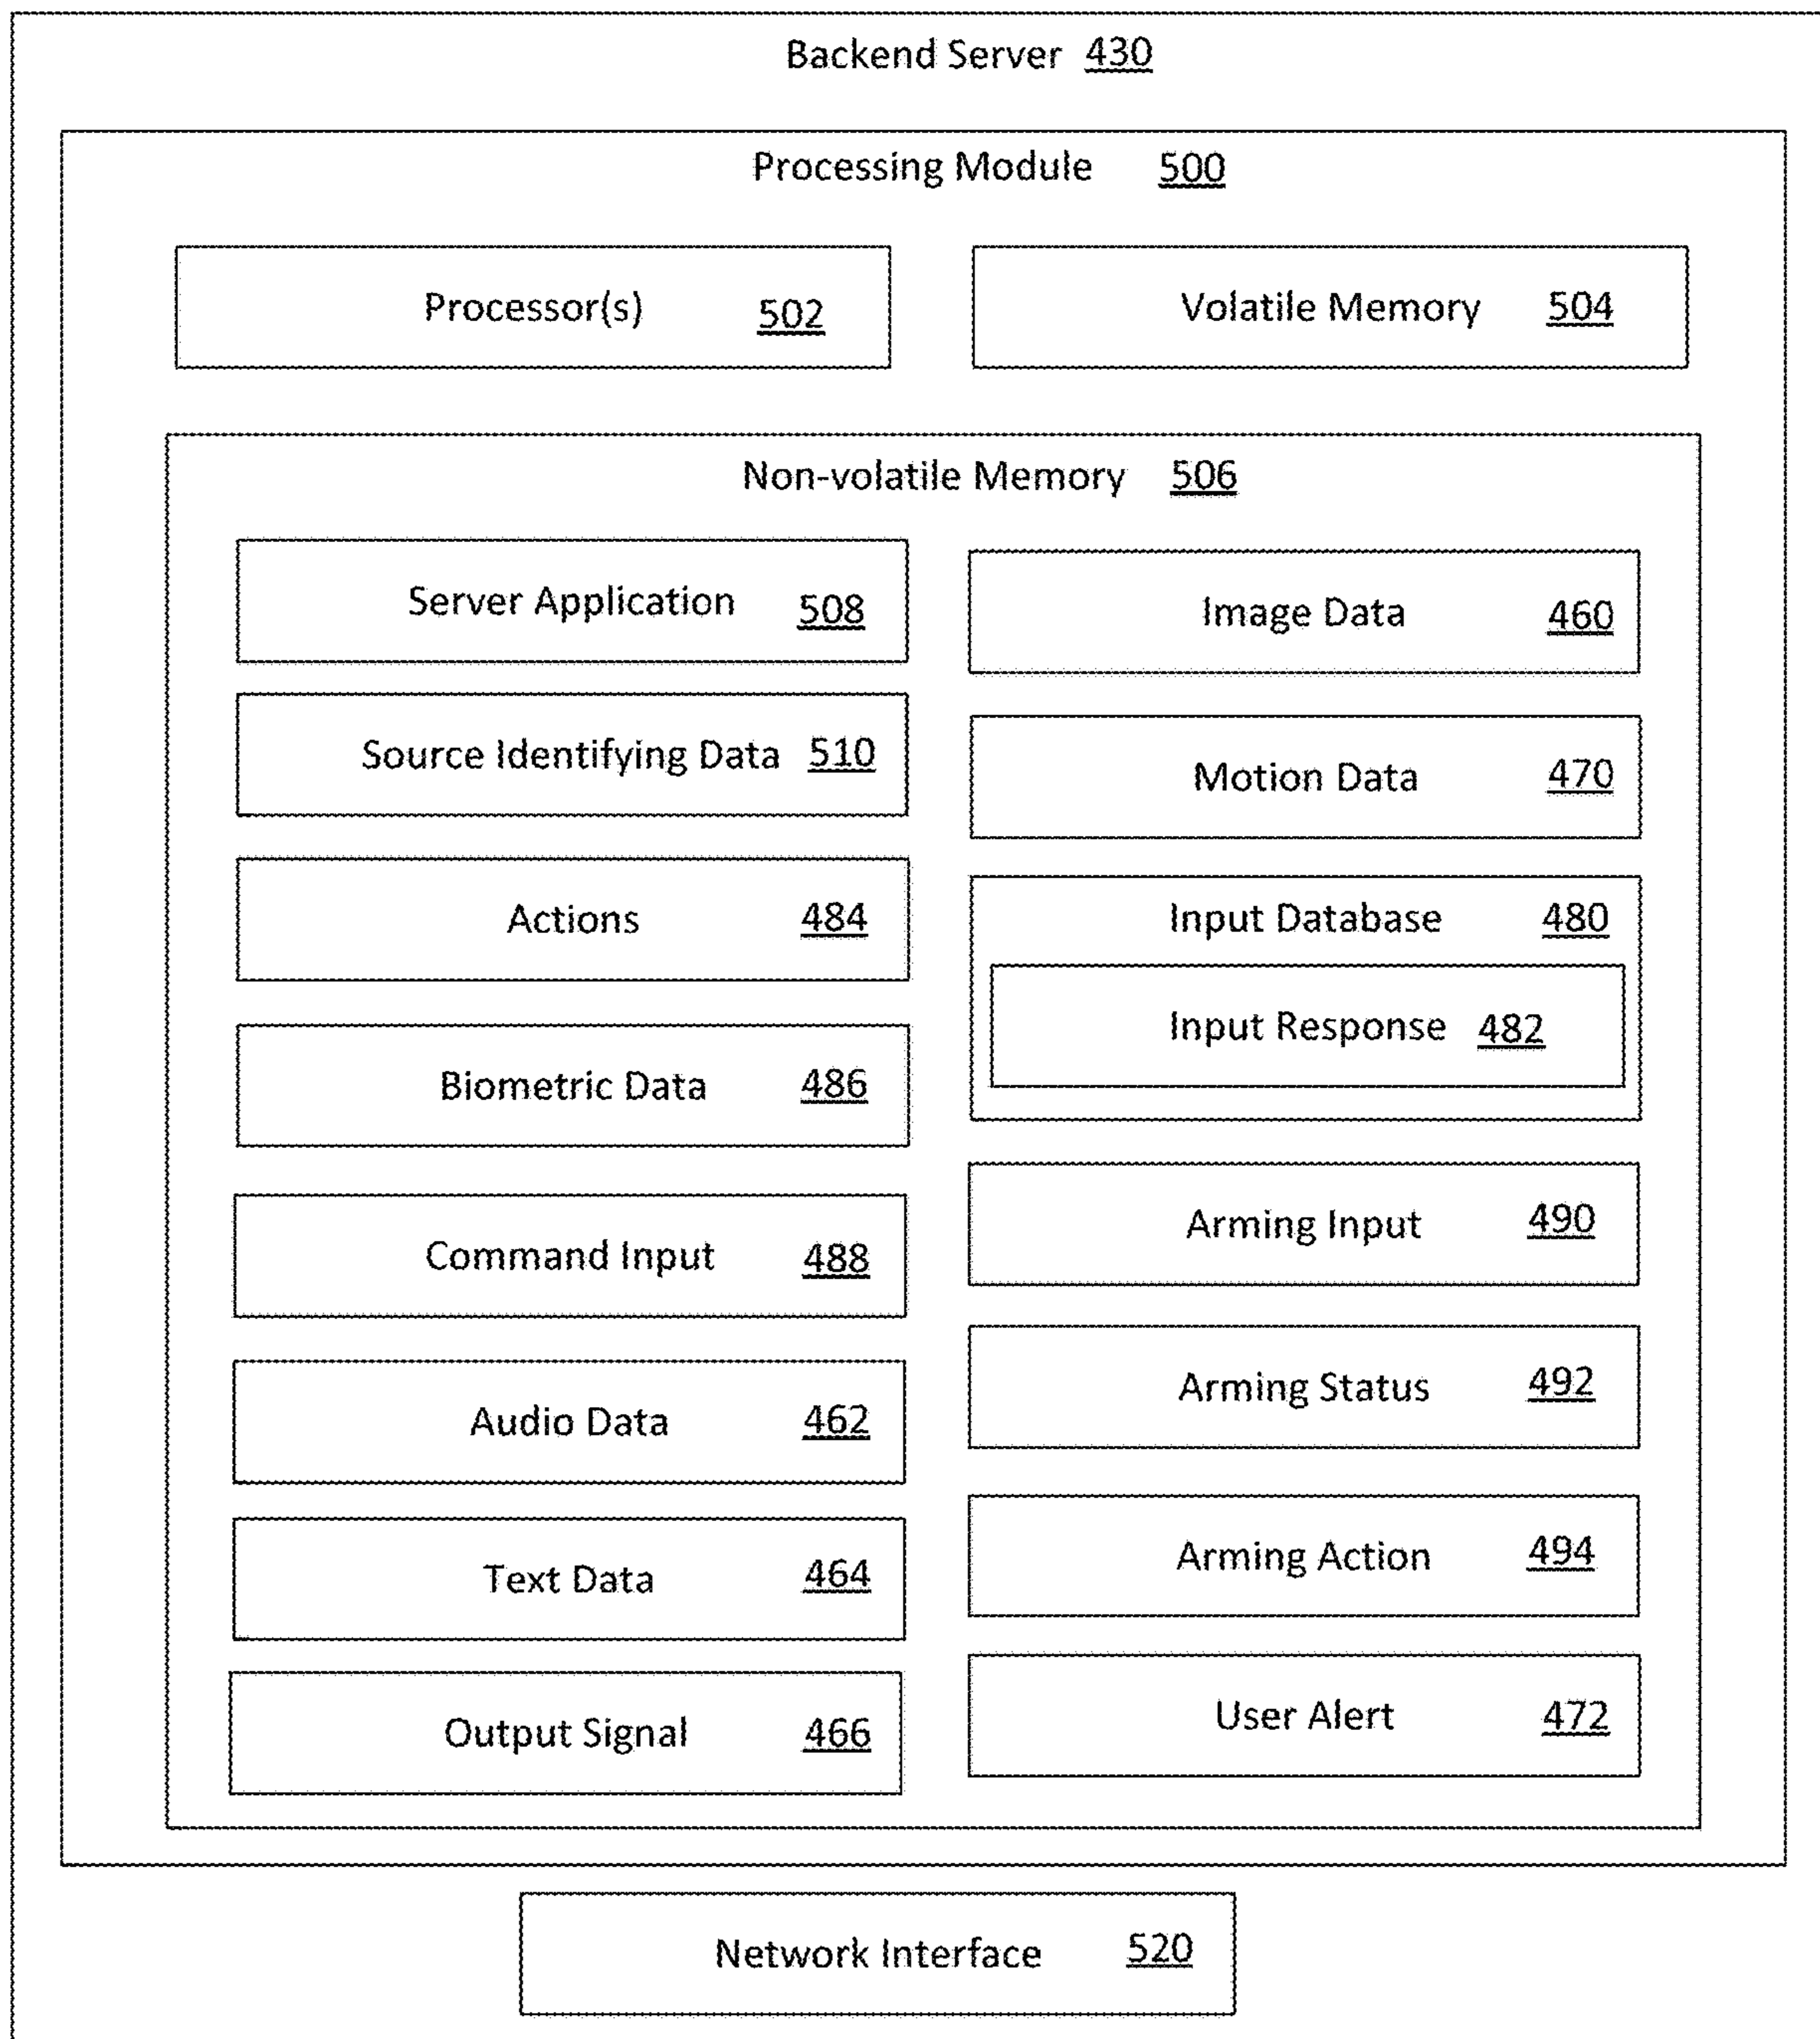 Backend Server 430
Processing Module 500
Processor(s) 502
Volatile Memory 504
Non-volatile Memory 506
Server Application 508
Source Identifying Data 510
Actions 484
Biometric Data 486
Command Input 488
Audio Data 462
Text Data 464
Output Signal 466
Image Data 460
Motion Data 470
Input Database 480
Input Response 482
Arming Input 490
Arming Status 492
Arming Action 494
User Alert 472
Network Interface 520